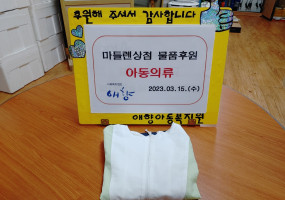 후원해 주셔서 감사합니다
마들렌상점 물품후원
아동의류
애향
2023.03.15.(수)
애향아동복지원